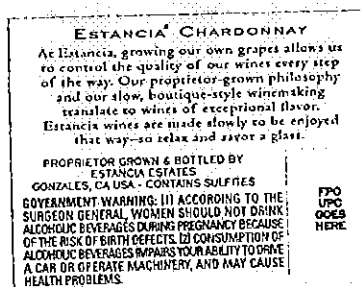 ESTANCIA® CHARDONNAY
At Estancia, growing our own grapes allows us
to control the quality of our wines every step
of the way. Our proprietor-grown philosophy
and our slow, boutique-style winemaking
translate to wines of exceptional flavor.
Estancia wines are made slowly to be enjoyed
that way–so relax and savor a glass.
PROPRIETOR GROWN & BOTTLED BY
ESTANCIA ESTATES
GONZALES, CA USA - CONTAINS SULFITES
GOVERNMENT WARNING: (1) ACCORDING TO THE
SURGEON GENERAL, WOMEN SHOULD NOT DRINK
ALCOHOLIC BEVERAGES DURING PREGNANCY BECAUSE
OF THE RISK OF BIRTH DEFECTS. (2) CONSUMPTION OF
ALCOHOLIC BEVERAGES IMPAIRS YOUR ABILITY TO DRIVE
A CAR OR OPERATE MACHINERY, AND MAY CAUSE
HEALTH PROBLEMS.
FPO
UPC
GOES
HERE